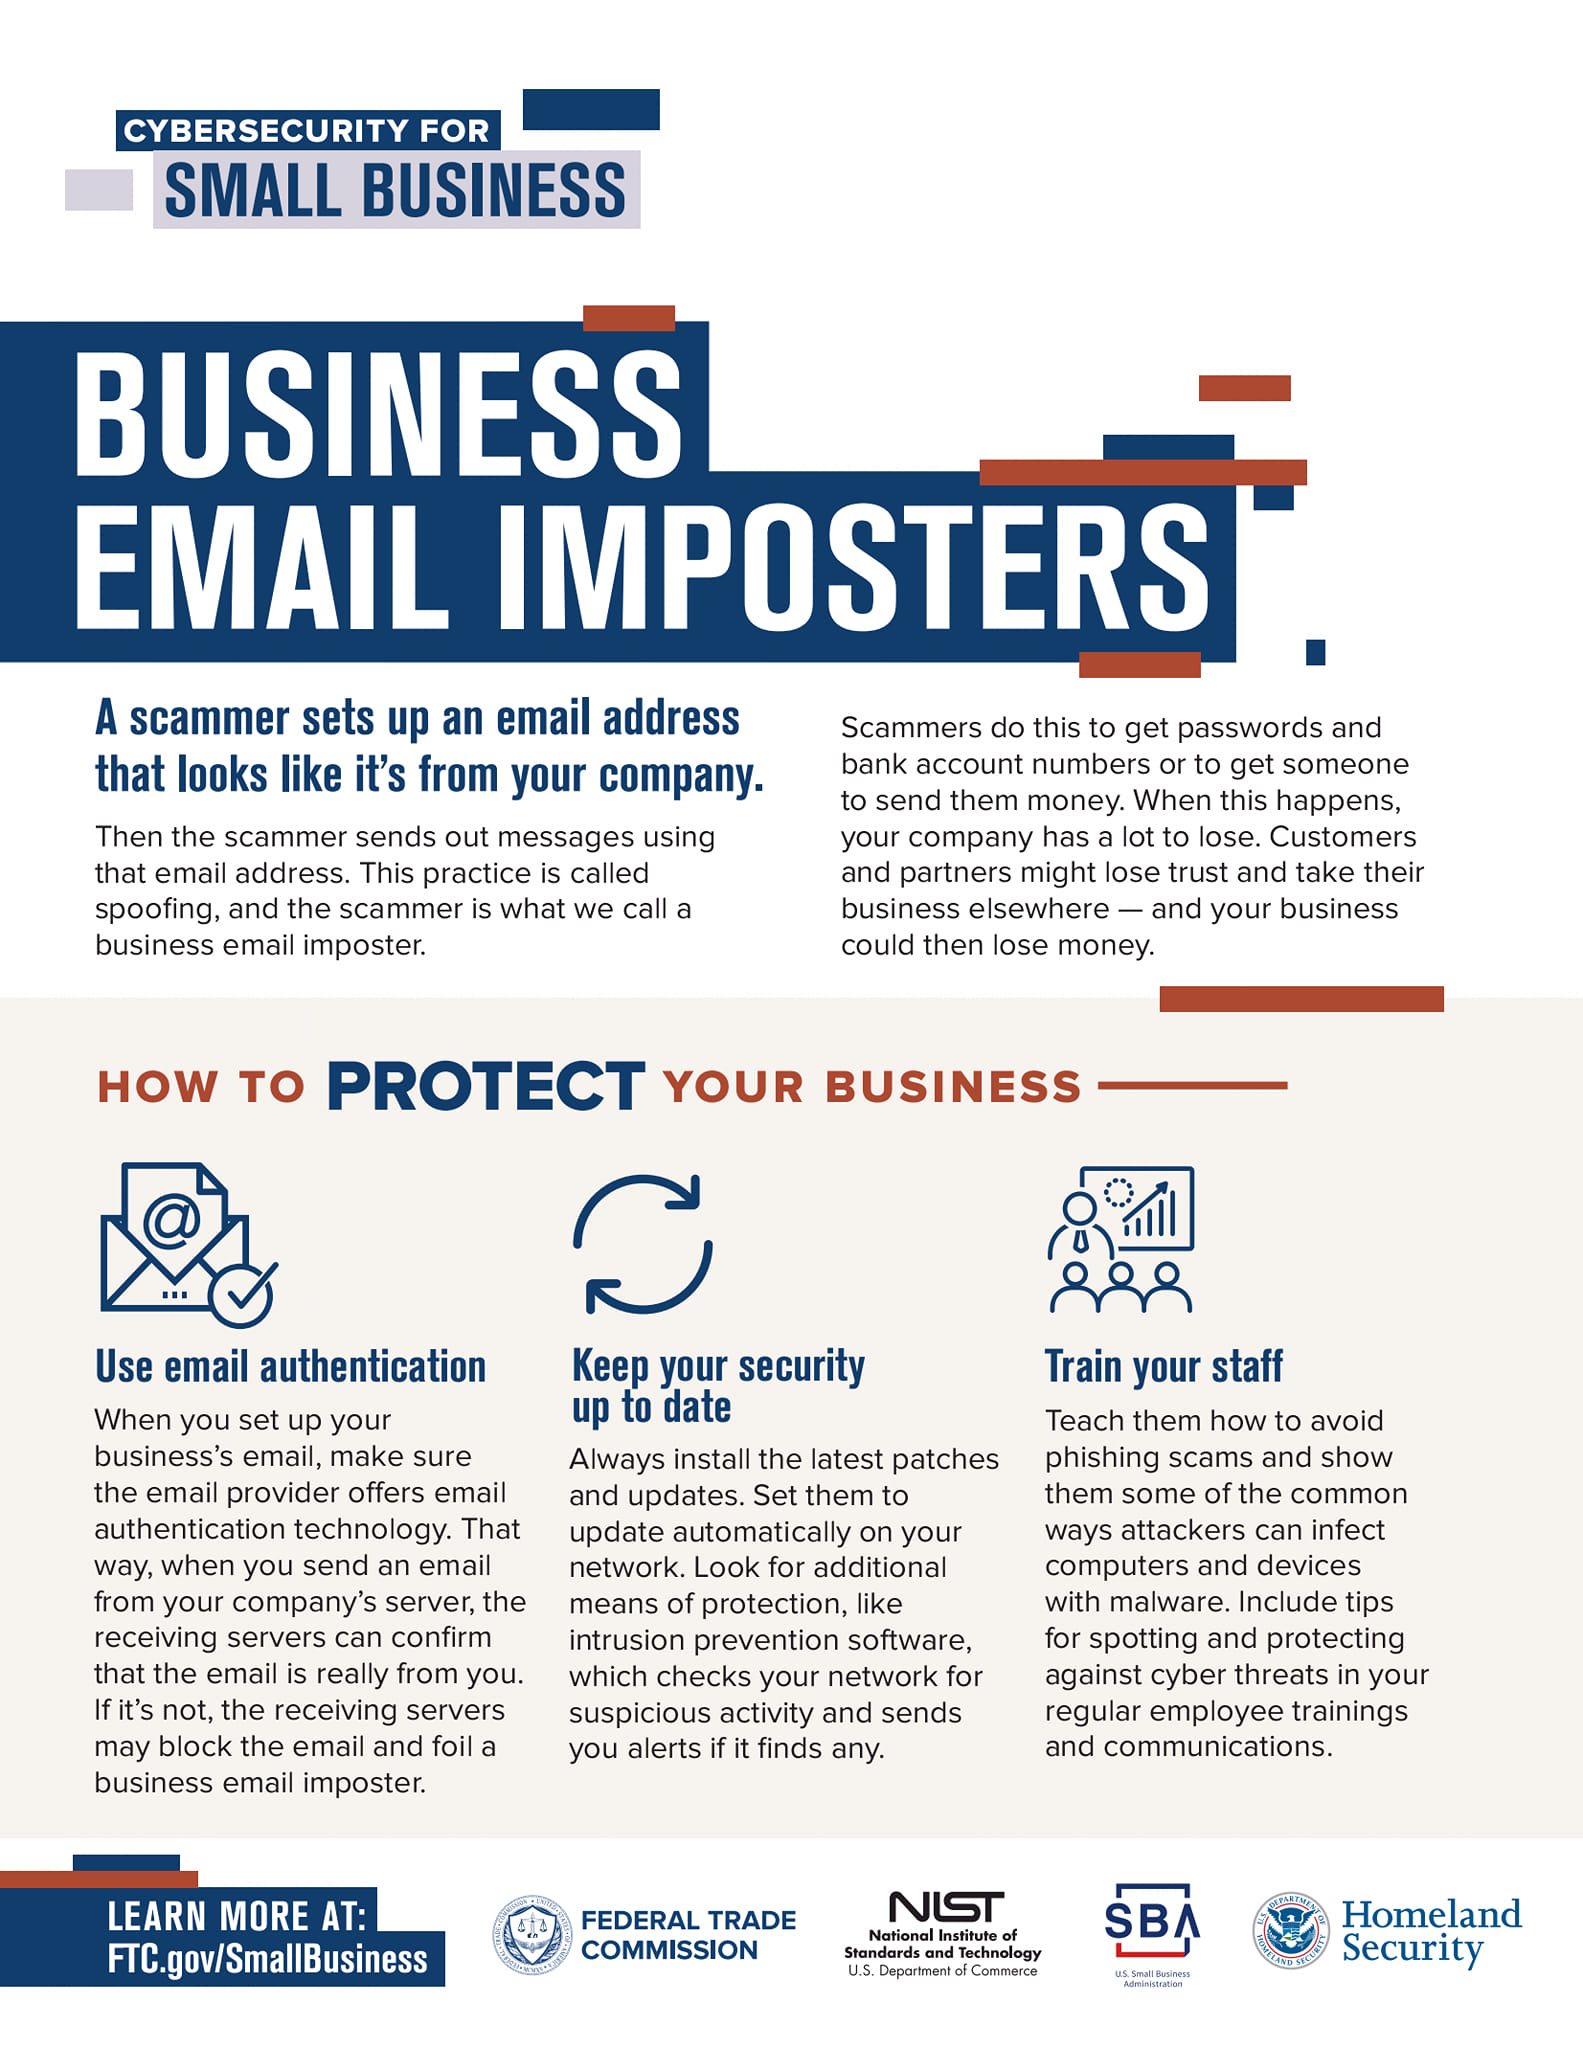 CYBERSECURITY FOR
SMALL BUSINESS
BUSINESS
EMAIL IMPOSTERS
A scammer sets up an email address
that looks like it’s from your company.
Then the scammer sends out messages using
that email address. This practice is called
spoofing, and the scammer is what we call a
business email imposter.
Scammers do this to get passwords and
bank account numbers or to get someone
to send them money. When this happens,
your company has a lot to lose. Customers
and partners might lose trust and take their
business elsewhere — and your business
could then lose money.
HOW TO PROTECT YOUR BUSINESS
@
Use email authentication
When you set up your
business’s email, make sure
the email provider offers email
authentication technology. That
way, when you send an email
from your company’s server, the
receiving servers can confirm
that the email is really from you.
If it’s not, the receiving servers
may block the email and foil a
business email imposter.
Keep your security
up to date
Always install the latest patches
and updates. Set them to
update automatically on your
network. Look for additional
means of protection, like
intrusion prevention software,
which checks your network for
suspicious activity and sends
you alerts if it finds any.
Train your staff
Teach them how to avoid
phishing scams and show
them some of the common
ways attackers can infect
computers and devices
with malware. Include tips
for spotting and protecting
against cyber threats in your
regular employee trainings
and communications.
LEARN MORE AT:
FTC.gov/SmallBusiness
FEDERAL TRADE
COMMISSION
NIST
National Institute of
Standards and Technology
U.S. Department of Commerce
SBA
U.S. Small Business
Administration
U.S. DEPARTMENT OF
HOMELAND SECURITY
Homeland
Security